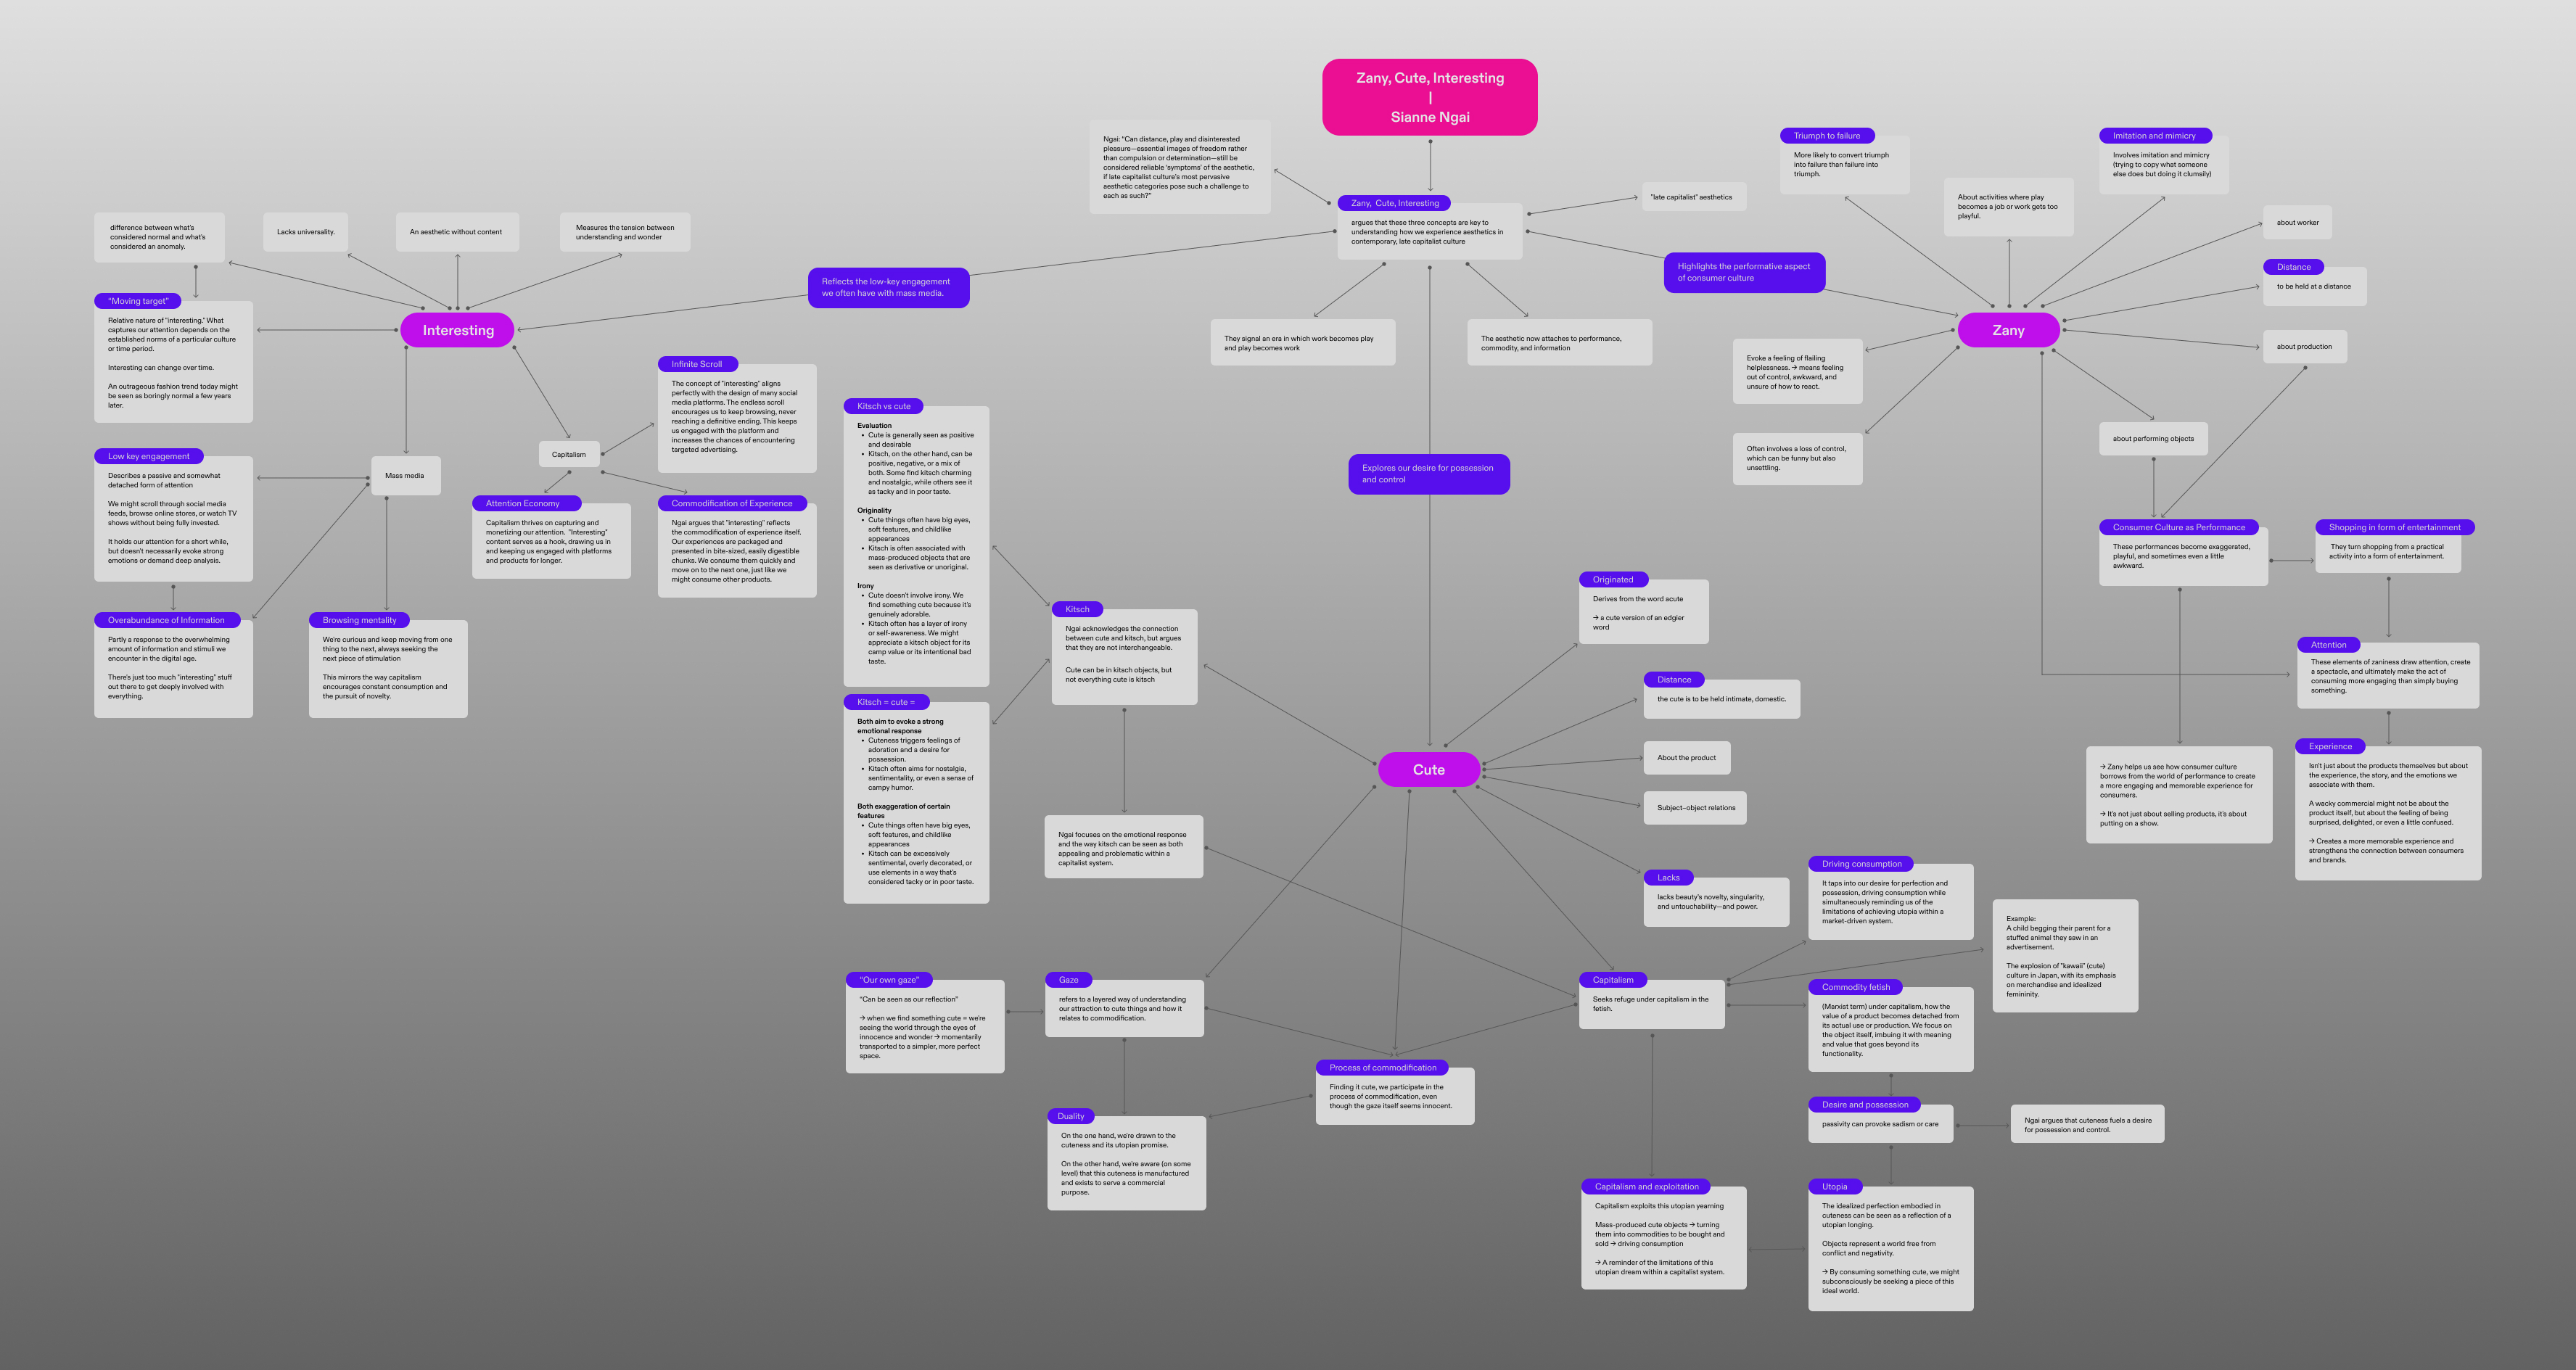 Zany, Cute, Interesting
|
Sianne Ngai
Ngai: “Can distance, play and disinterested
pleasure—essential images of freedom rather
than compulsion or determination—still be
considered reliable ‘symptoms’ of the aesthetic,
if late capitalist culture’s most pervasive
aesthetic categories pose such a challenge to
each as such?”
Zany, Cute, Interesting
argues that these three concepts are key to
understanding how we experience aesthetics in
contemporary, late capitalist culture
"late capitalist" aesthetics
They signal an era in which work becomes play
and play becomes work
The aesthetic now attaches to performance,
commodity, and information
Reflects the low-key engagement
we often have with mass media.
Highlights the performative aspect
of consumer culture
Explores our desire for possession
and control
difference between what's
considered normal and what's
considered an anomaly.
Lacks universality.
An aesthetic without content
Measures the tension between
understanding and wonder
Interesting
“Moving target”
Relative nature of "interesting." What
captures our attention depends on the
established norms of a particular culture
or time period.
Interesting can change over time.
An outrageous fashion trend today might
be seen as boringly normal a few years
later.
Low key engagement
Describes a passive and somewhat
detached form of attention
We might scroll through social media
feeds, browse online stores, or watch TV
shows without being fully invested.
It holds our attention for a short while,
but doesn't necessarily evoke strong
emotions or demand deep analysis.
Mass media
Overabundance of Information
Partly a response to the overwhelming
amount of information and stimuli we
encounter in the digital age.
There's just too much "interesting" stuff
out there to get deeply involved with
everything.
Browsing mentality
We're curious and keep moving from one
thing to the next, always seeking the
next piece of stimulation
This mirrors the way capitalism
encourages constant consumption and
the pursuit of novelty.
Capitalism
Infinite Scroll
The concept of "interesting" aligns
perfectly with the design of many social
media platforms. The endless scroll
encourages us to keep browsing, never
reaching a definitive ending. This keeps
us engaged with the platform and
increases the chances of encountering
targeted advertising.
Attention Economy
Capitalism thrives on capturing and
monetizing our attention. "Interesting"
content serves as a hook, drawing us in
and keeping us engaged with platforms
and products for longer.
Commodification of Experience
Ngai argues that "interesting" reflects
the commodification of experience itself.
Our experiences are packaged and
presented in bite-sized, easily digestible
chunks. We consume them quickly and
move on to the next one, just like we
might consume other products.
Kitsch vs cute
Evaluation
• Cute is generally seen as positive
and desirable
• Kitsch, on the other hand, can be
positive, negative, or a mix of
both. Some find kitsch charming
and nostalgic, while others see it
as tacky and in poor taste.
Originality
• Cute things often have big eyes,
soft features, and childlike
appearances
• Kitsch is often associated with
mass-produced objects that are
seen as derivative or unoriginal.
Irony
• Cute doesn't involve irony. We
find something cute because it's
genuinely adorable.
• Kitsch often has a layer of irony
or self-awareness. We might
appreciate a kitsch object for its
camp value or its intentional bad
taste.
Kitsch = cute =
Both aim to evoke a strong
emotional response
• Cuteness triggers feelings of
adoration and a desire for
possession.
• Kitsch often aims for nostalgia,
sentimentality, or even a sense of
campy humor.
Both exaggeration of certain
features
• Cute things often have big eyes,
soft features, and childlike
appearances
• Kitsch can be excessively
sentimental, overly decorated, or
use elements in a way that's
considered tacky or in poor taste.
Kitsch
Ngai acknowledges the connection
between cute and kitsch, but argues
that they are not interchangeable.
Cute can be in kitsch objects, but
not everything cute is kitsch
Ngai focuses on the emotional response
and the way kitsch can be seen as both
appealing and problematic within a
capitalist system.
Cute
Originated
Derives from the word acute
→ a cute version of an edgier
word
Distance
the cute is to be held intimate, domestic.
About the product
Subject–object relations
Lacks
lacks beauty's novelty, singularity,
and untouchability—and power.
“Our own gaze”
“Can be seen as our reflection”
→ when we find something cute = we're
seeing the world through the eyes of
innocence and wonder → momentarily
transported to a simpler, more perfect
space.
Gaze
refers to a layered way of understanding
our attraction to cute things and how it
relates to commodification.
Duality
On the one hand, we're drawn to the
cuteness and its utopian promise.
On the other hand, we're aware (on some
level) that this cuteness is manufactured
and exists to serve a commercial
purpose.
Process of commodification
Finding it cute, we participate in the
process of commodification, even
though the gaze itself seems innocent.
Capitalism
Seeks refuge under capitalism in the
fetish.
Driving consumption
It taps into our desire for perfection and
possession, driving consumption while
simultaneously reminding us of the
limitations of achieving utopia within a
market-driven system.
Example:
A child begging their parent for a
stuffed animal they saw in an
advertisement.
The explosion of "kawaii" (cute)
culture in Japan, with its emphasis
on merchandise and idealized
femininity.
Commodity fetish
(Marxist term) under capitalism, how the
value of a product becomes detached from
its actual use or production. We focus on
the object itself, imbuing it with meaning
and value that goes beyond its
functionality.
Desire and possession
passivity can provoke sadism or care
Ngai argues that cuteness fuels a desire
for possession and control.
Capitalism and exploitation
Capitalism exploits this utopian yearning
Mass-produced cute objects → turning
them into commodities to be bought and
sold → driving consumption
→ A reminder of the limitations of this
utopian dream within a capitalist system.
Utopia
The idealized perfection embodied in
cuteness can be seen as a reflection of a
utopian longing.
Objects represent a world free from
conflict and negativity.
→ By consuming something cute, we might
subconsciously be seeking a piece of this
ideal world.
Triumph to failure
More likely to convert triumph
into failure than failure into
triumph.
About activities where play
becomes a job or work gets too
playful.
Imitation and mimicry
Involves imitation and mimicry
(trying to copy what someone
else does but doing it clumsily)
about worker
Distance
to be held at a distance
about production
Zany
Evoke a feeling of flailing
helplessness. → means feeling
out of control, awkward, and
unsure of how to react.
Often involves a loss of control,
which can be funny but also
unsettling.
about performing objects
Consumer Culture as Performance
These performances become exaggerated,
playful, and sometimes even a little
awkward.
Shopping in form of entertainment
They turn shopping from a practical
activity into a form of entertainment.
Attention
These elements of zaniness draw attention, create
a spectacle, and ultimately make the act of
consuming more engaging than simply buying
something.
→ Zany helps us see how consumer culture
borrows from the world of performance to create
a more engaging and memorable experience for
consumers.
→ It's not just about selling products, it's about
putting on a show.
Experience
Isn't just about the products themselves but about
the experience, the story, and the emotions we
associate with them.
A wacky commercial might not be about the
product itself, but about the feeling of being
surprised, delighted, or even a little confused.
→ Creates a more memorable experience and
strengthens the connection between consumers
and brands.